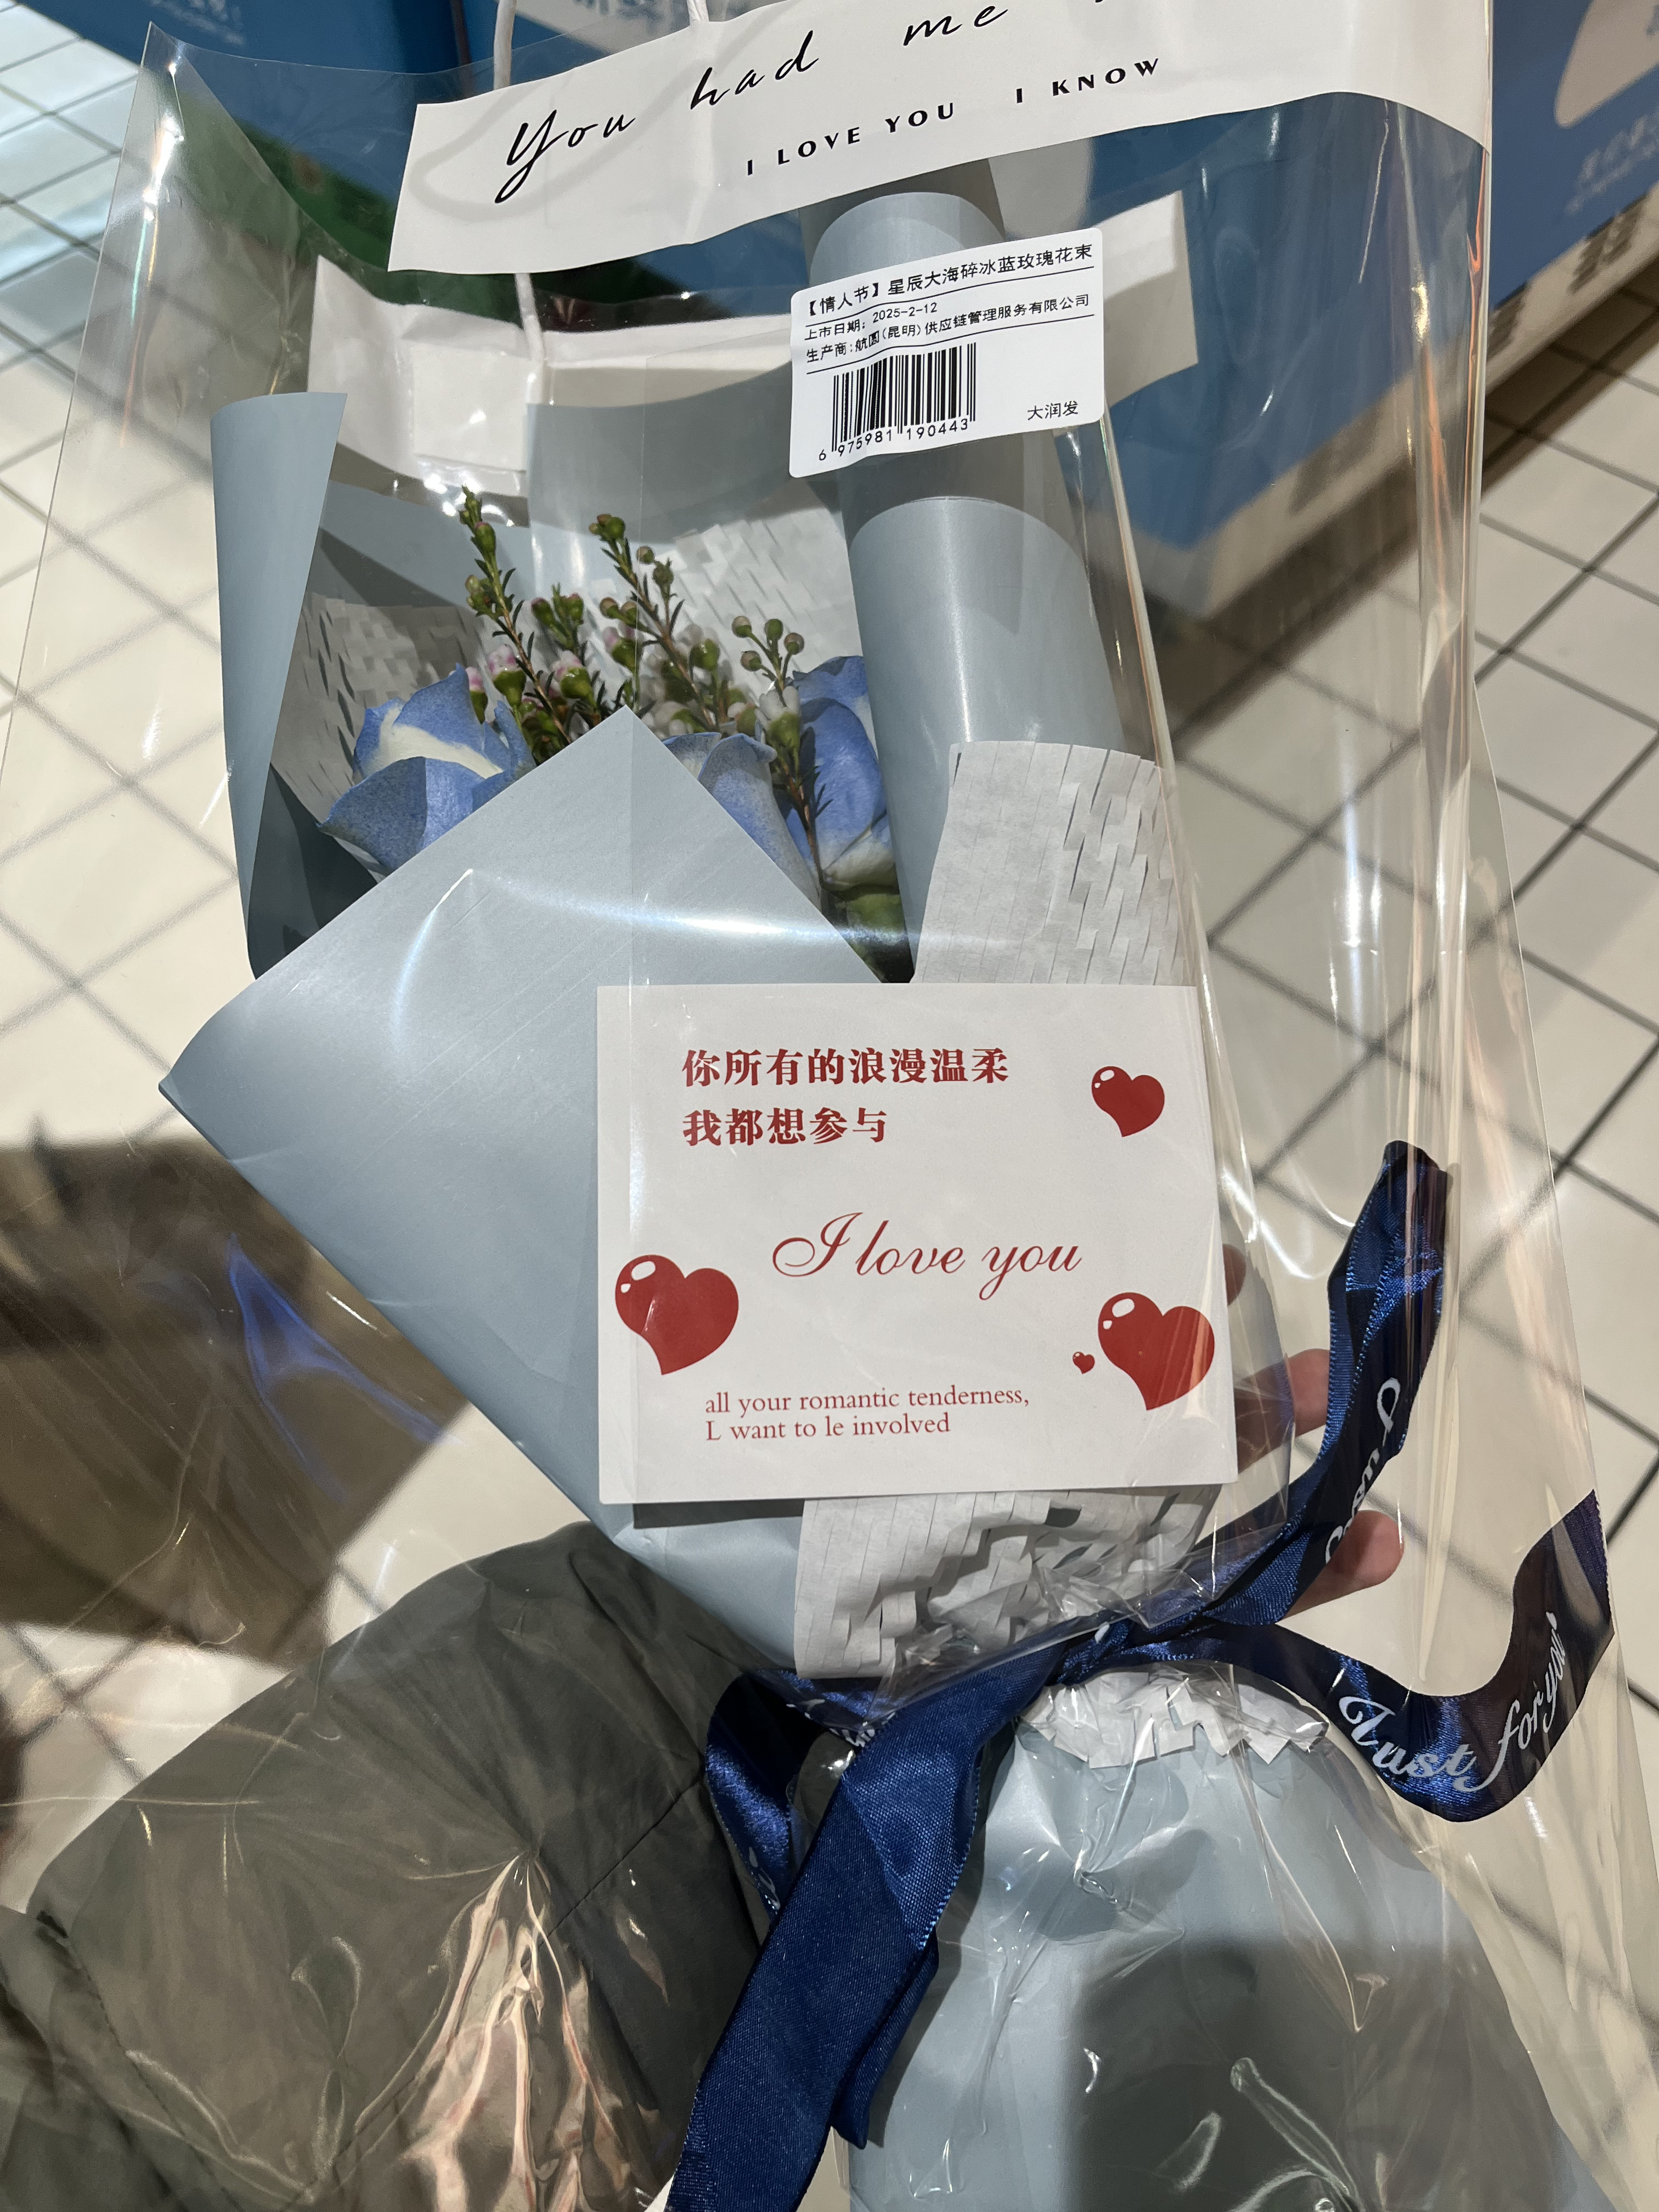 You had me
I LOVE YOU I KNOW
【情人节】星辰大海碎冰蓝玫瑰花束
上市日期：2025-2-12
生产商：航圆（昆明）供应链管理服务有限公司
6 975981 190443
大润发
你所有的浪漫温柔
我都想参与
I love you
all your romantic tenderness,
L want to le involved
Just for you